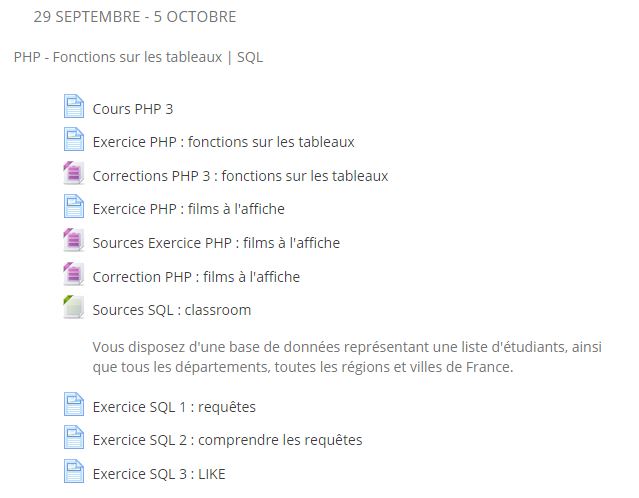 29 SEPTEMBRE - 5 OCTOBRE
PHP - Fonctions sur les tableaux | SQL
Cours PHP 3
Exercice PHP : fonctions sur les tableaux
Corrections PHP 3 : fonctions sur les tableaux
Exercice PHP : films à l'affiche
Sources Exercice PHP : films à l'affiche
Correction PHP : films à l'affiche
Sources SQL : classroom
Vous disposez d'une base de données représentant une liste d'étudiants, ainsi
que tous les départements, toutes les régions et villes de France.
Exercice SQL 1 : requêtes
Exercice SQL 2 : comprendre les requêtes
Exercice SQL 3 : LIKE